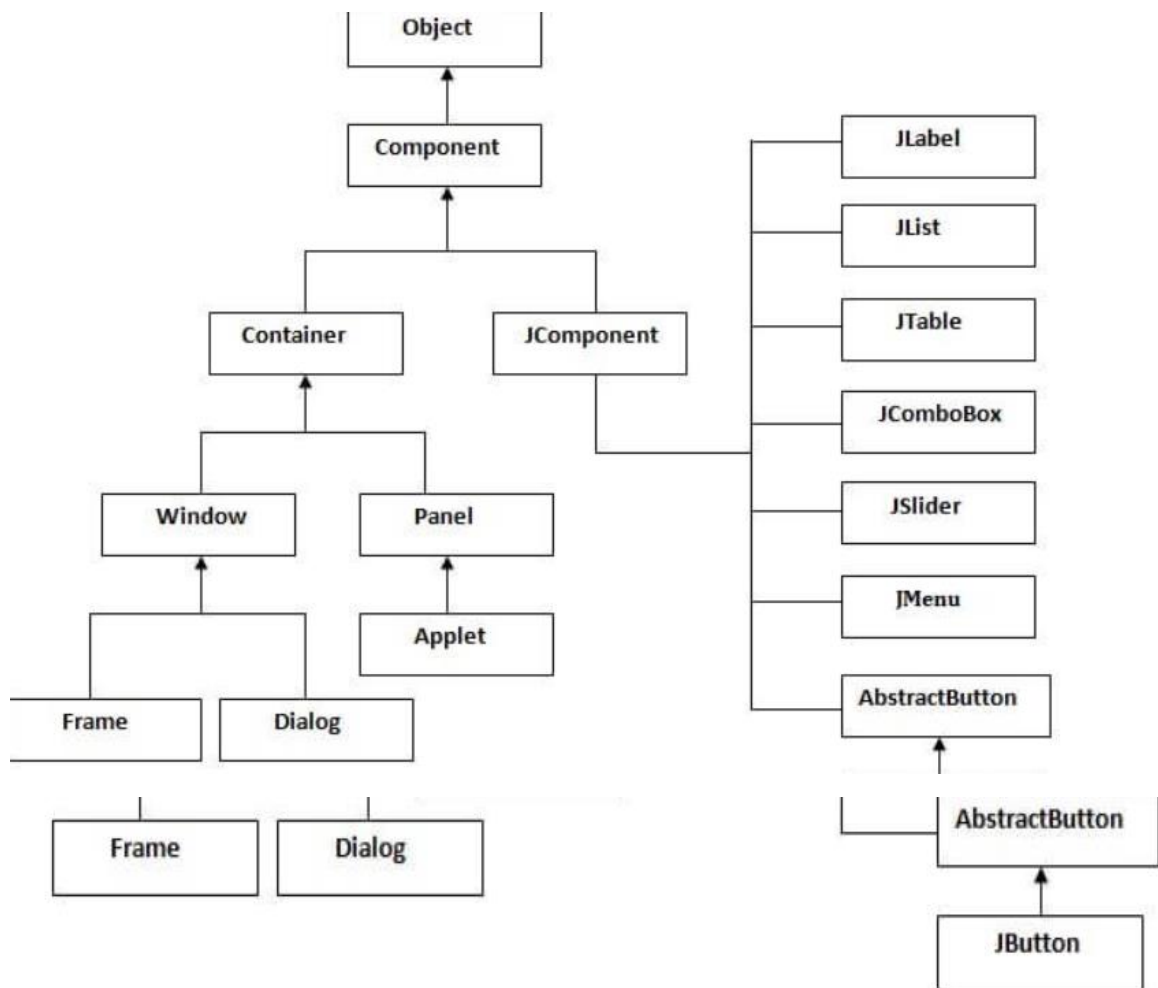 Object
Component
JLabel
JList
Container
JComponent
JTable
JComboBox
Window
Panel
JSlider
JMenu
Applet
AbstractButton
Frame
Dialog
AbstractButton
Frame
Dialog
JButton